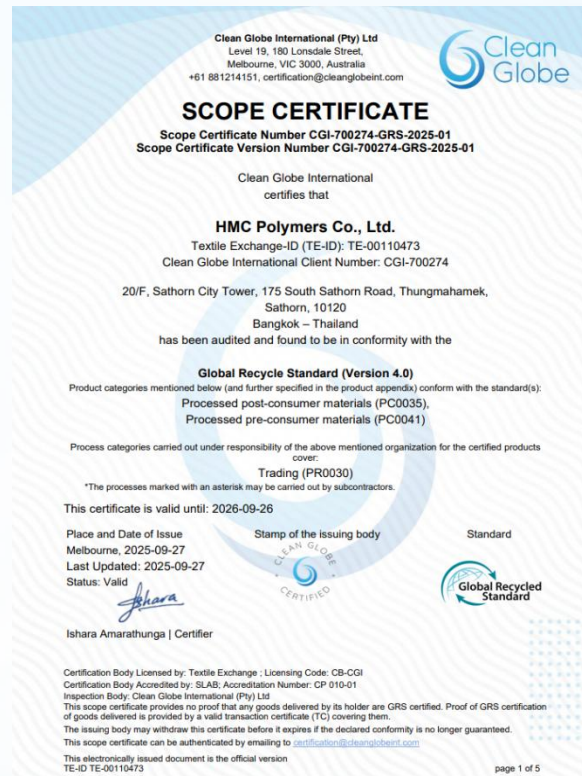 Clean Globe International (Pty) Ltd
Level 19, 180 Lonsdale Street,
Melbourne, VIC 3000, Australia
+61 881214151, certification@cleanglobeint.com
Clean
Globe
SCOPE CERTIFICATE
Scope Certificate Number CGI-700274-GRS-2025-01
Scope Certificate Version Number CGI-700274-GRS-2025-01
Clean Globe International
certifies that
HMC Polymers Co., Ltd.
Textile Exchange-ID (TE-ID): TE-00110473
Clean Globe International Client Number: CGI-700274
20/F, Sathorn City Tower, 175 South Sathorn Road, Thungmahamek,
Sathorn, 10120
Bangkok – Thailand
has been audited and found to be in conformity with the
Global Recycle Standard (Version 4.0)
Product categories mentioned below (and further specified in the product appendix) conform with the standard(s):
Processed post-consumer materials (PC0035),
Processed pre-consumer materials (PC0041)
Process categories carried out under responsibility of the above mentioned organization for the certified products
cover:
Trading (PR0030)
*The processes marked with an asterisk may be carried out by subcontractors.
This certificate is valid until: 2026-09-26
Place and Date of Issue
Melbourne, 2025-09-27
Last Updated: 2025-09-27
Status: Valid
Stamp of the issuing body
CLEAN GLOBE
CERTIFIED
Standard
Global Recycled
Standard
Ishara
Ishara Amarathunga | Certifier
Certification Body Licensed by: Textile Exchange ; Licensing Code: CB-CGI
Certification Body Accredited by: SLAB; Accreditation Number: CP 010-01
Inspection Body: Clean Globe International (Pty) Ltd
This scope certificate provides no proof that any goods delivered by its holder are GRS certified. Proof of GRS certification
of goods delivered is provided by a valid transaction certificate (TC) covering them.
The issuing body may withdraw this certificate before it expires if the declared conformity is no longer guaranteed.
This scope certificate can be authenticated by emailing to certification@cleanglobeint.com
This electronically issued document is the official version
TE-ID TE-00110473
page 1 of 5